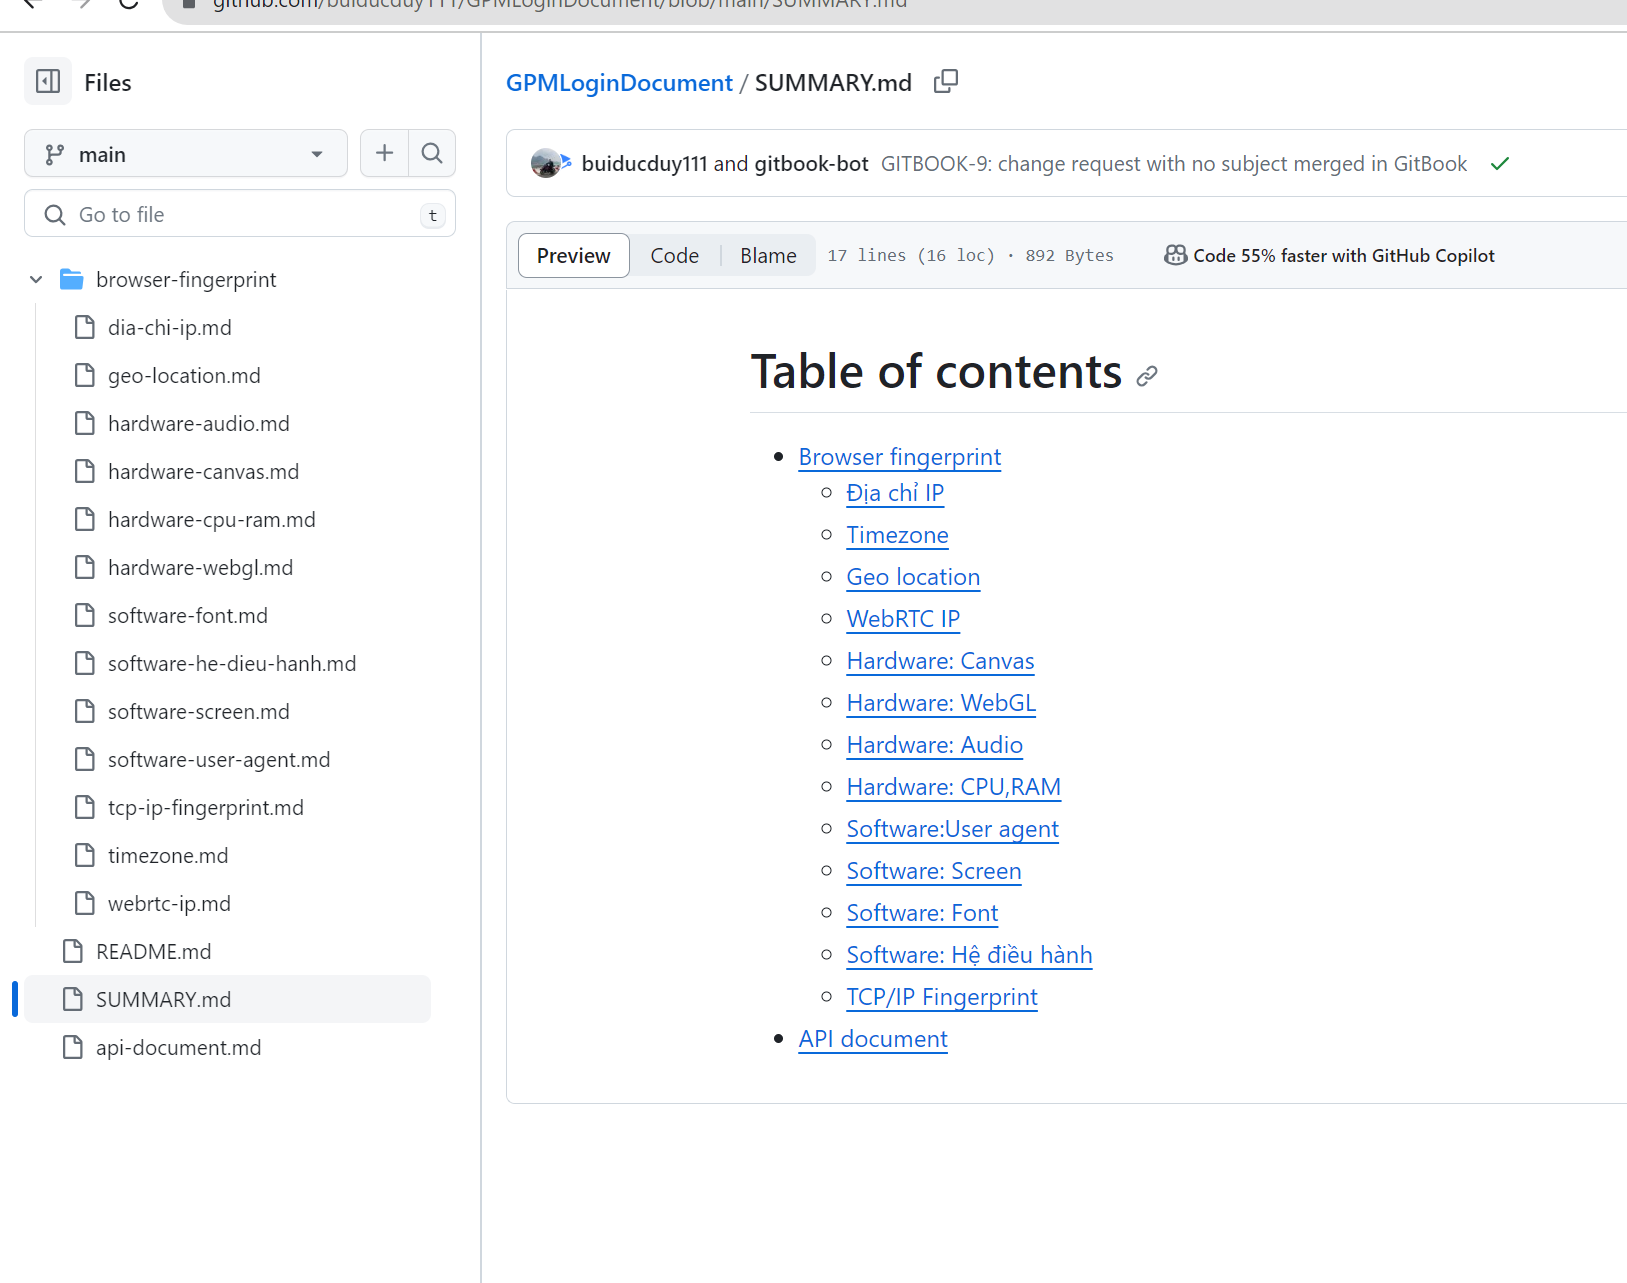 github.com/buiducduy111/GPMLoginDocument/blob/main/SUMMARY.md
Files
GPMLoginDocument / SUMMARY.md
main
buiducduy111 and gitbook-bot GITBOOK-9: change request with no subject merged in GitBook
Go to file
t
Preview
Code
Blame
17 lines (16 loc) · 892 Bytes
Code 55% faster with GitHub Copilot
browser-fingerprint
dia-chi-ip.md
geo-location.md
hardware-audio.md
hardware-canvas.md
hardware-cpu-ram.md
hardware-webgl.md
software-font.md
software-he-dieu-hanh.md
software-screen.md
software-user-agent.md
tcp-ip-fingerprint.md
timezone.md
webrtc-ip.md
README.md
SUMMARY.md
api-document.md
Table of contents
Browser fingerprint
Địa chỉ IP
Timezone
Geo location
WebRTC IP
Hardware: Canvas
Hardware: WebGL
Hardware: Audio
Hardware: CPU,RAM
Software:User agent
Software: Screen
Software: Font
Software: Hệ điều hành
TCP/IP Fingerprint
API document